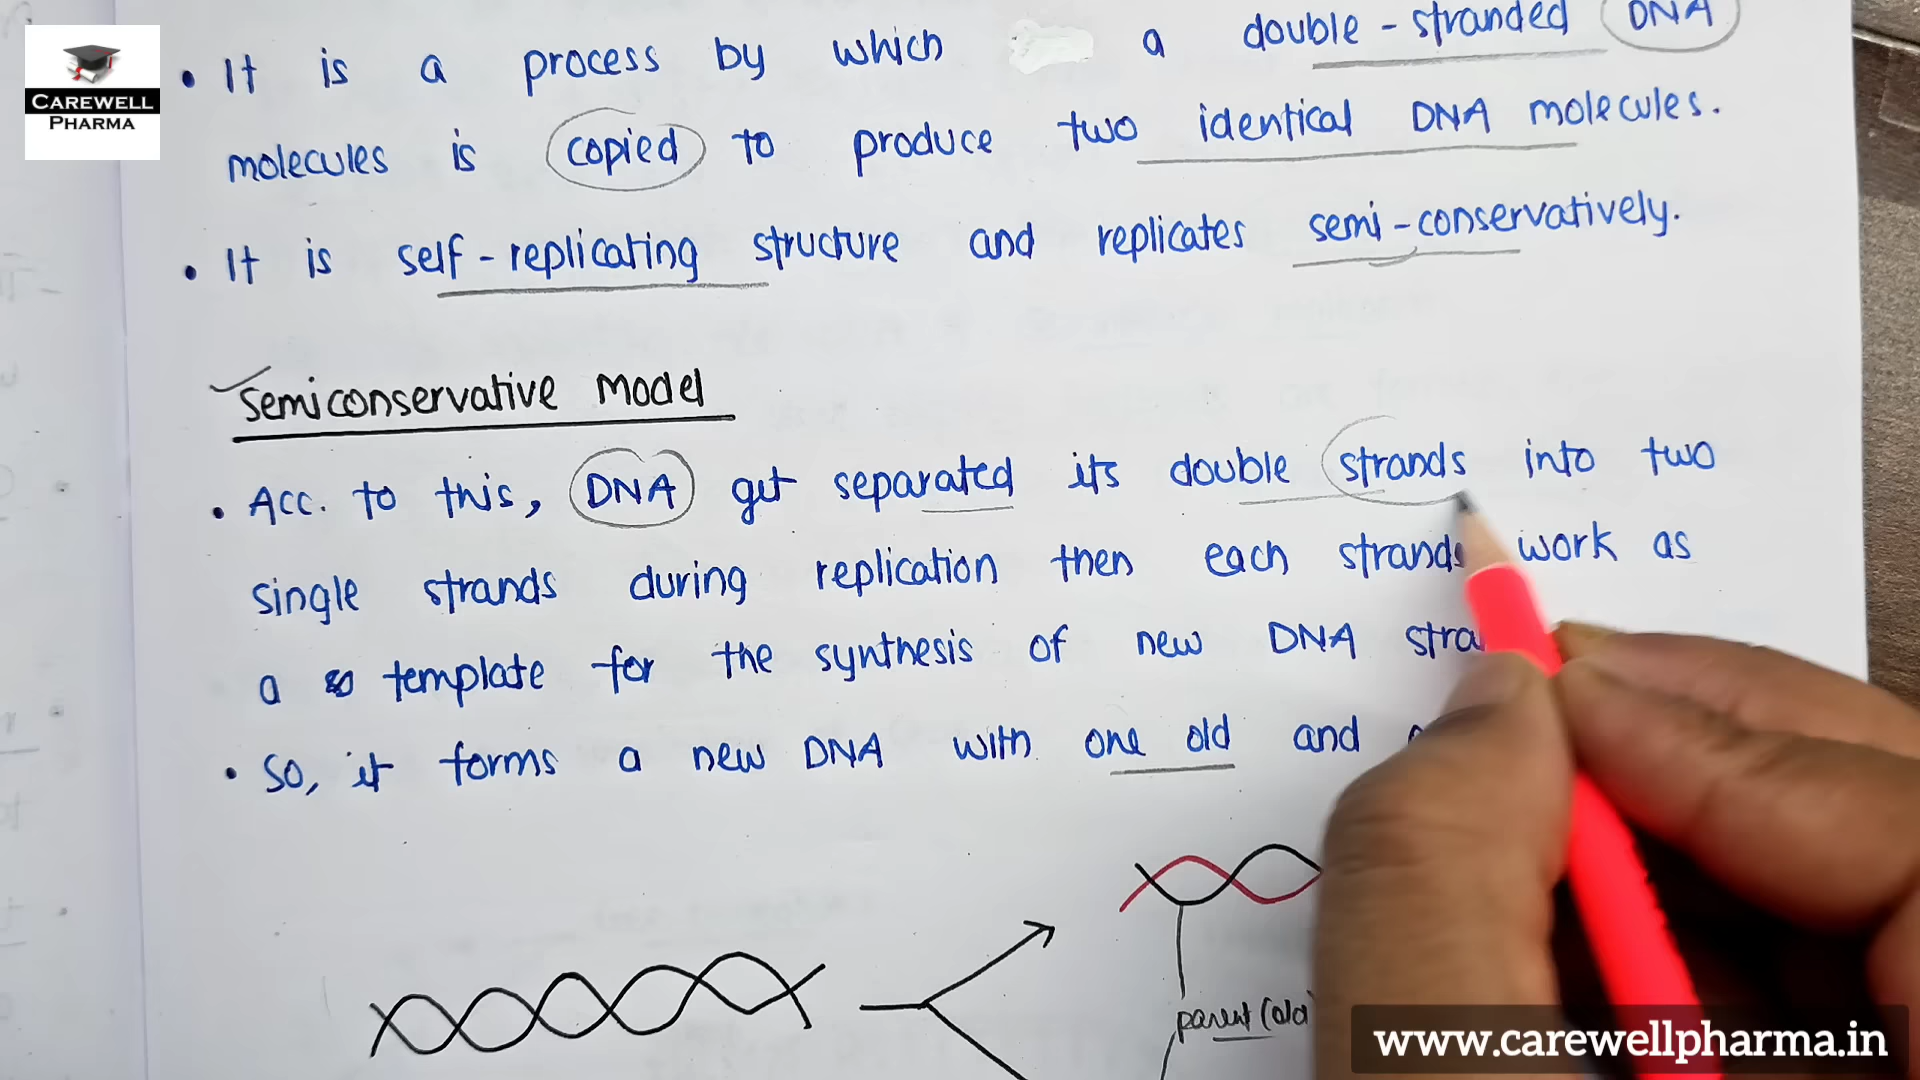 CAREWELL
PHARMA
• It is a process by which a double-stranded DNA
molecules is copied to produce two identical DNA molecules.
• It is self-replicating structure and replicates semi-conservatively.
Semiconservative Model
• Acc. to this, DNA get separated its double strands into two
single strands during replication then each strands work as
a template for the synthesis of new DNA
• So, it forms a new DNA with one old and
parent (old)
www.carewellpharma.in